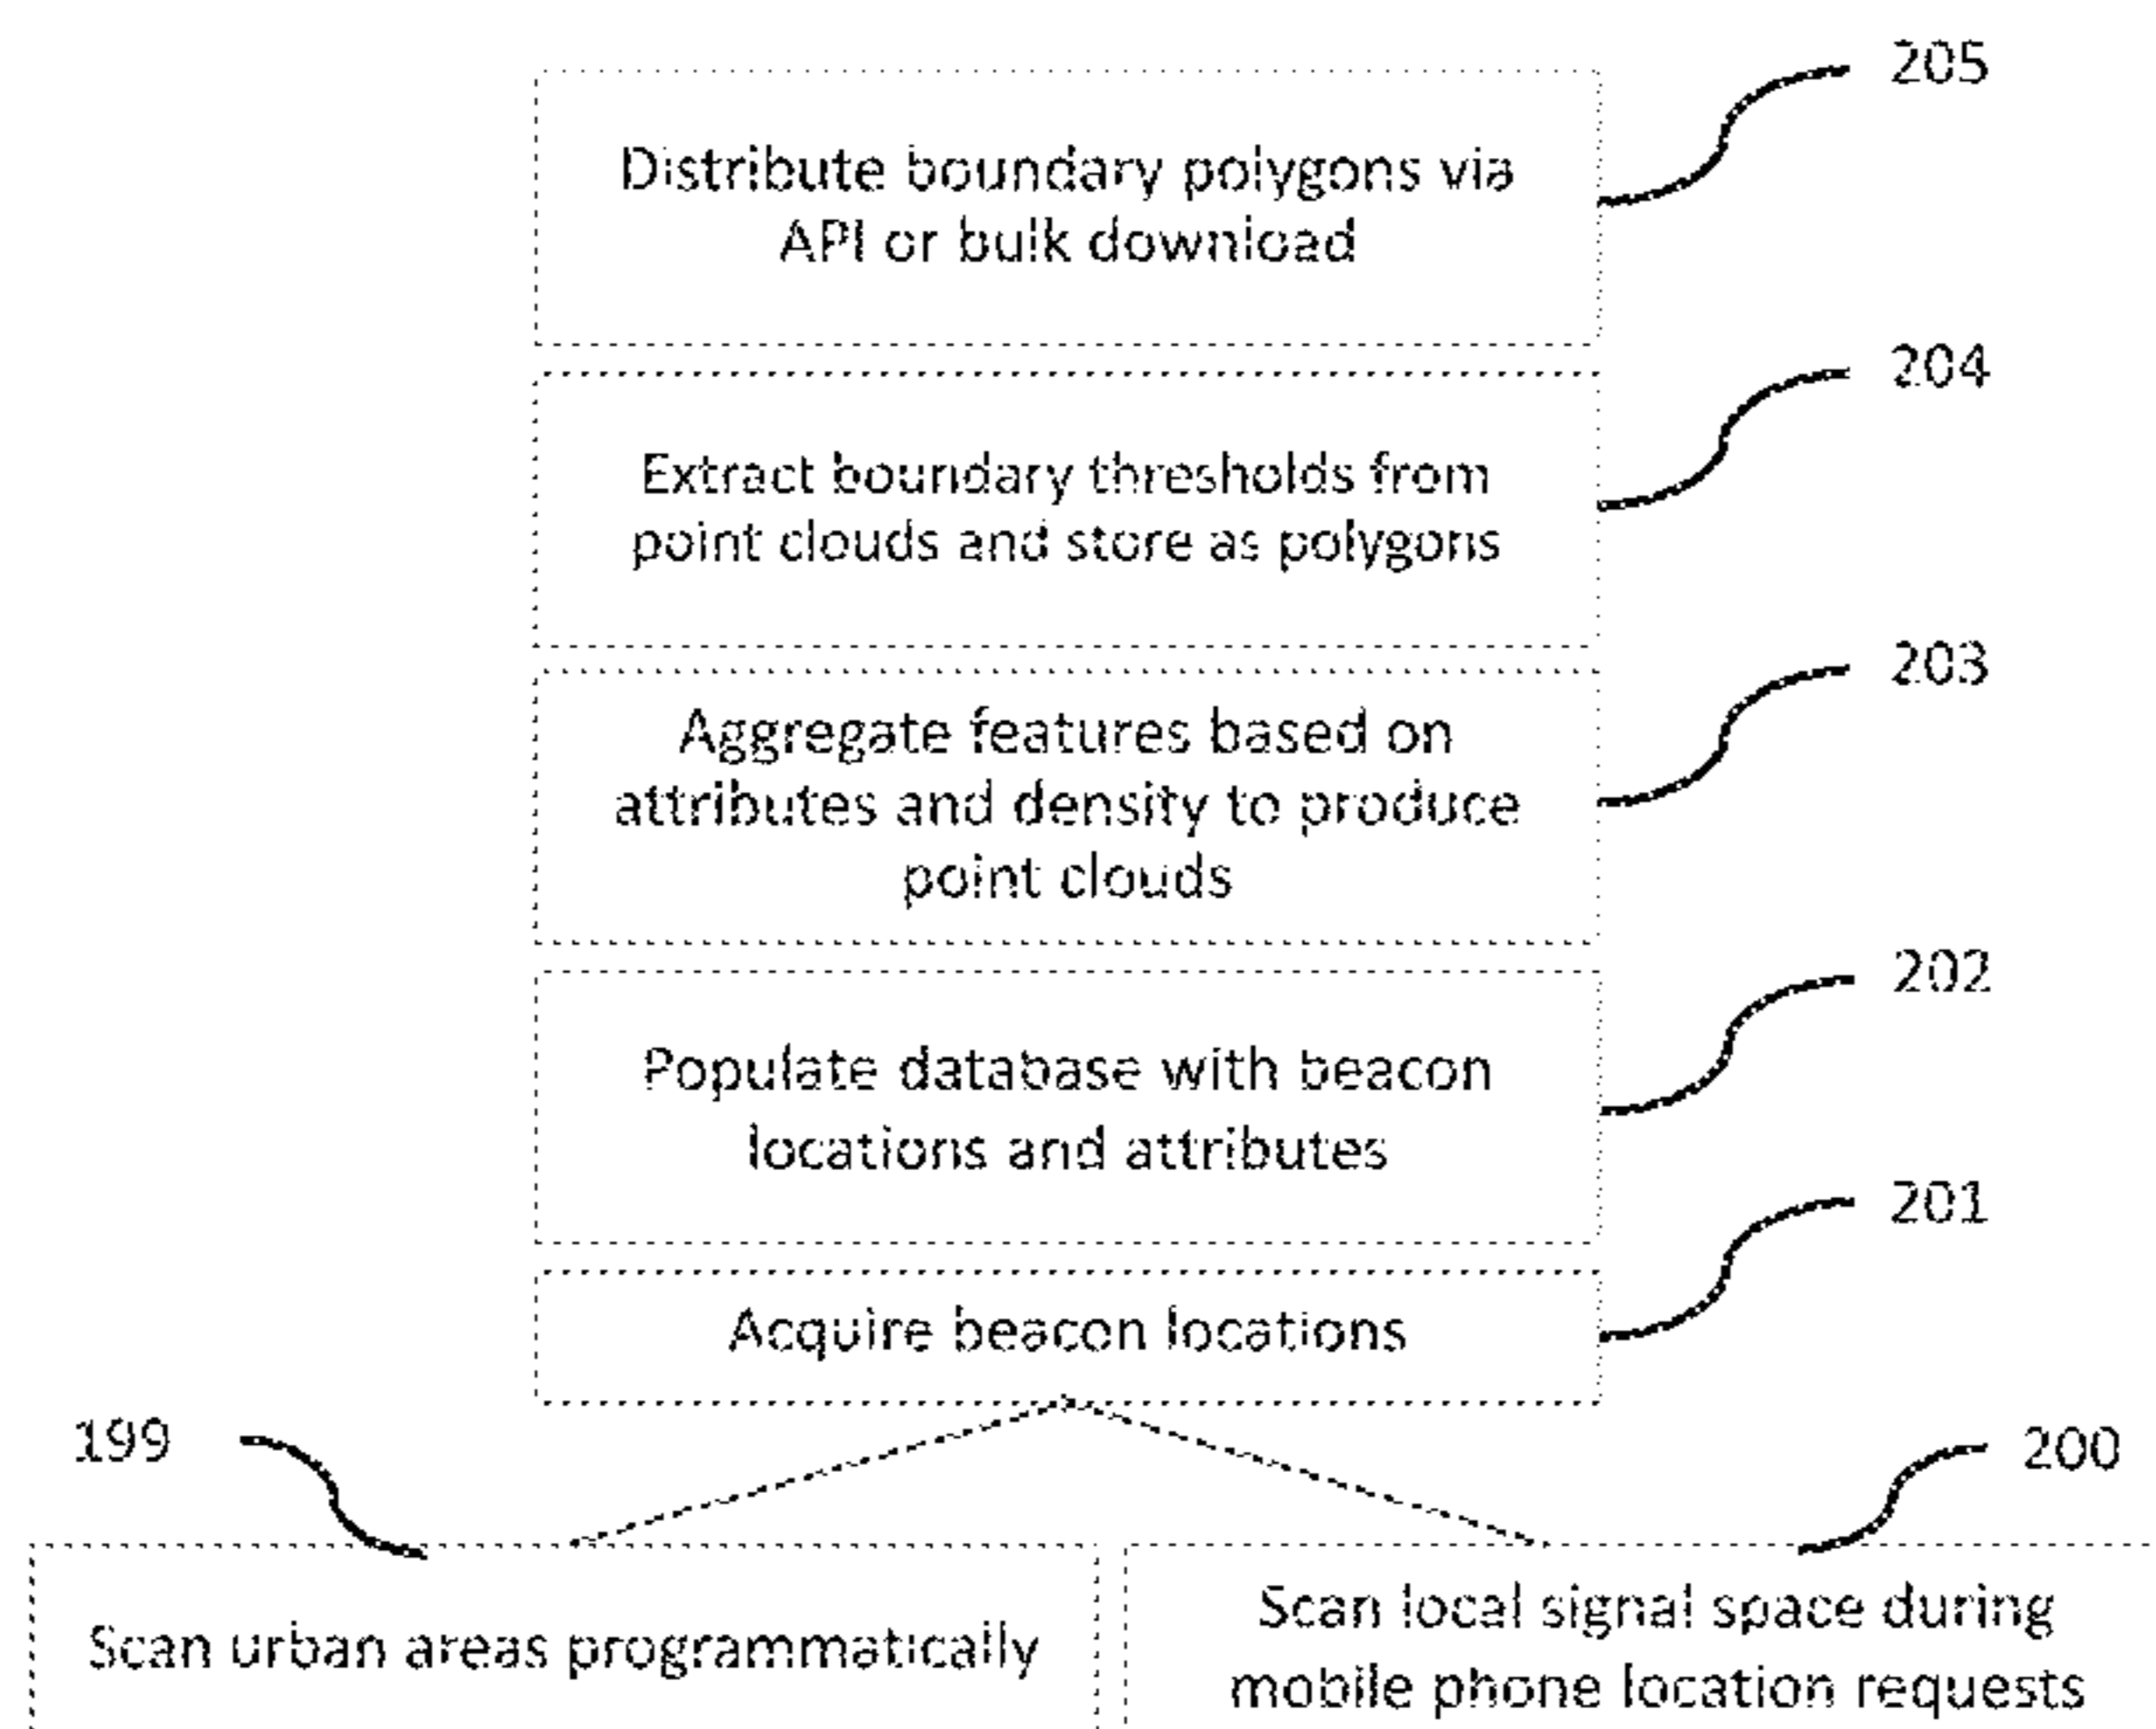 205
Distribute boundary polygons via
API or bulk download
204
Extract boundary thresholds from
point clouds and store as polygons
203
Aggregate features based on
attributes and density to produce
point clouds
202
Populate database with beacon
locations and attributes
201
Acquire beacon locations
199
200
Scan urban areas programmatically
Scan local signal space during
mobile phone location requests